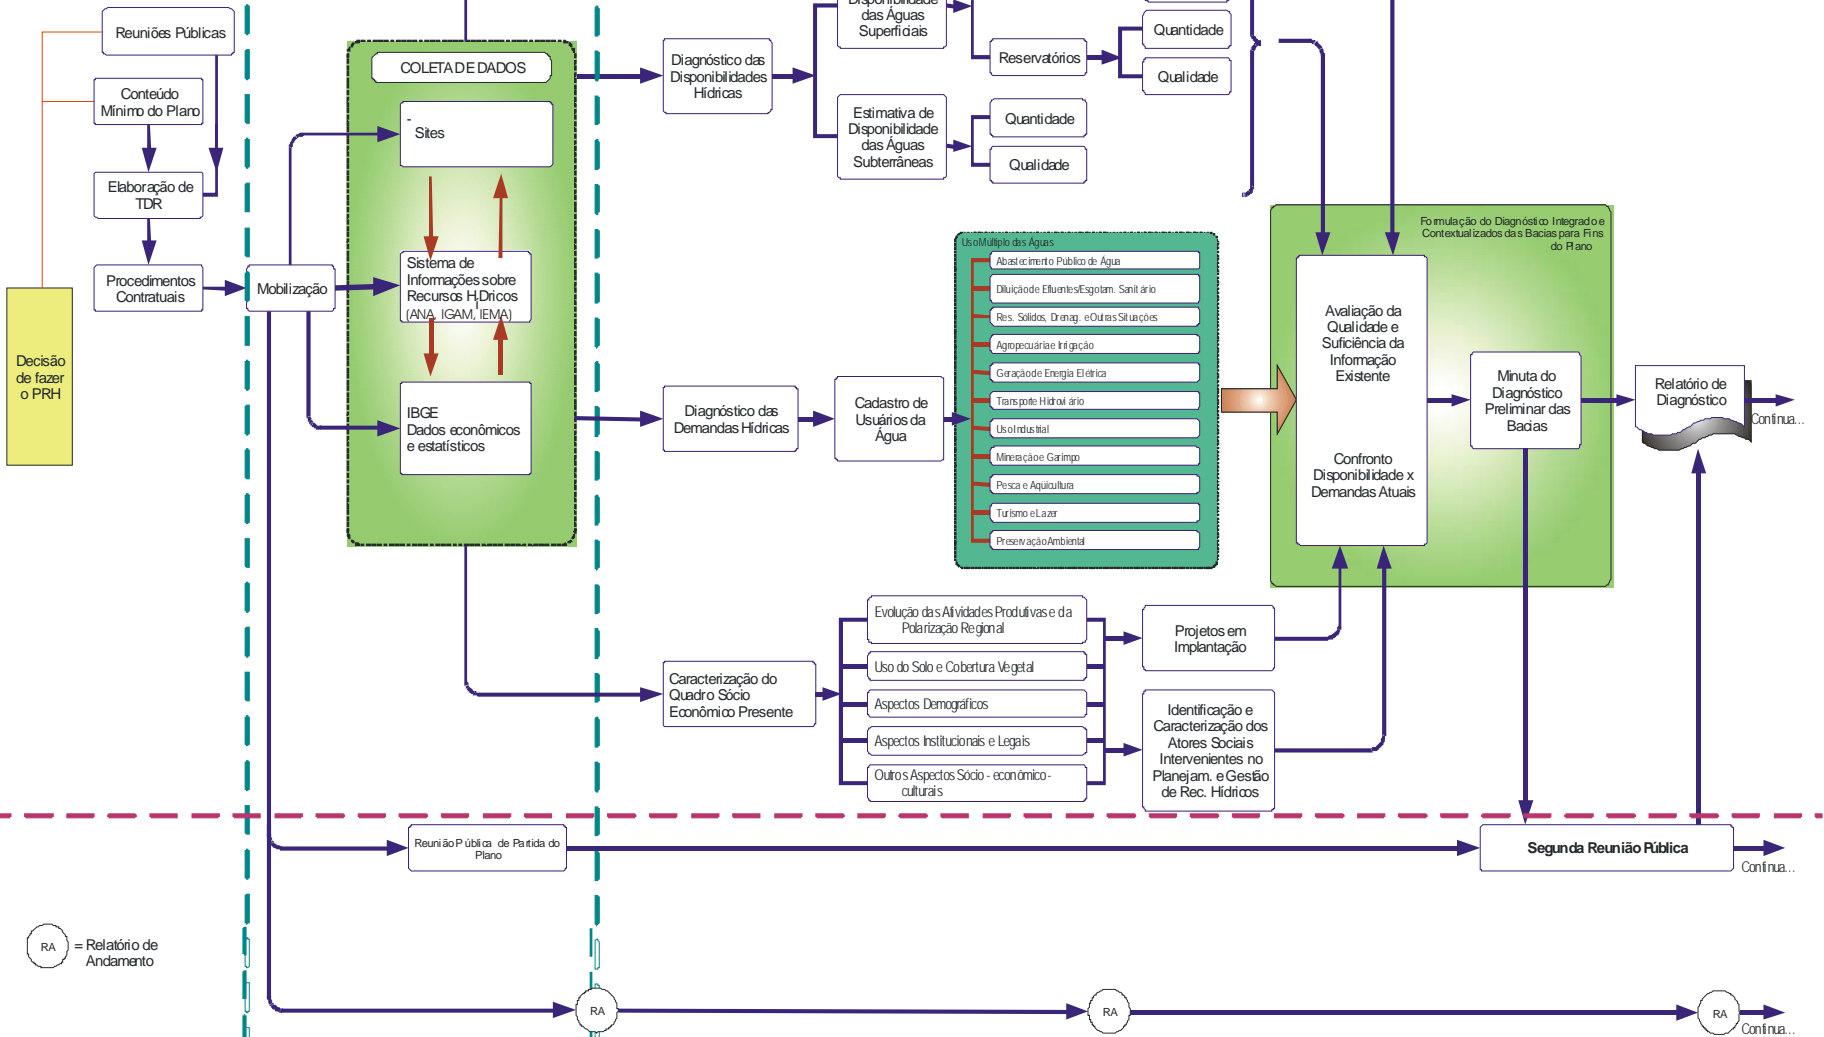 Reuniões Públicas
Conteúdo
Mínimo do Plano
Elaboração de
TDR
Procedimentos
Contratuais
Decisão
de fazer
o PRH
Mobilização
COLETA DE DADOS
-
Sites
Sistema de
Informações sobre
Recursos HíDricos
(ANA, IGAM, IEMA)
IBGE
Dados econômicos
e estatísticos
Diagnóstico das
Disponibilidades
Hídricas
Disponibilidade
das Águas
Superficiais
Reservatórios
Quantidade
Qualidade
Estimativa de
Disponibilidade
das Águas
Subterrâneas
Quantidade
Qualidade
Diagnóstico das
Demandas Hídricas
Cadastro de
Usuários da
Água
Uso Múltiplo das Águas
Abastecimento Público de Água
Diluição de Efluentes/Esgotam. Sanitário
Res. Sólidos, Drenag. e Outras Situações
Agropecuária e Irrigação
Geração de Energia Elétrica
Transporte Hidroviário
Uso Industrial
Mineração e Garimpo
Pesca e Aqüicultura
Turismo e Lazer
Preservação Ambiental
Formulação do Diagnóstico Integrado e
Contextualizados das Bacias para Fins
do Plano
Avaliação da
Qualidade e
Suficiência da
Informação
Existente
Confronto
Disponibilidade x
Demandas Atuais
Minuta do
Diagnóstico
Preliminar das
Bacias
Relatório de
Diagnóstico
Continua...
Caracterização do
Quadro Sócio
Econômico Presente
Evolução das Atividades Produtivas e da
Polarização Regional
Uso do Solo e Cobertura Vegetal
Aspectos Demográficos
Aspectos Institucionais e Legais
Outros Aspectos Sócio - econômico -
culturais
Projetos em
Implantação
Identificação e
Caracterização dos
Atores Sociais
Intervenientes no
Planejam. e Gestão
de Rec. Hídricos
Reunião Pública de Partida do
Plano
Segunda Reunião Pública
Continua...
RA
= Relatório de
Andamento
RA
RA
RA
Continua...